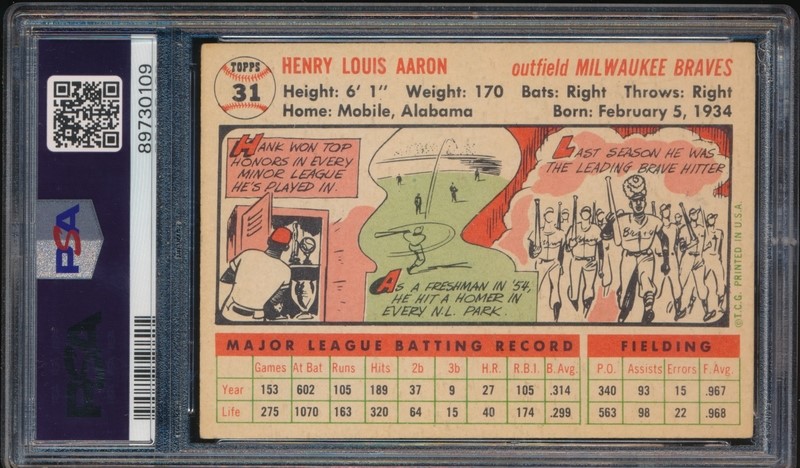 89730109
PSA
PSA
TOPPS
31
HENRY LOUIS AARON
outfield MILWAUKEE BRAVES
Height: 6' 1" Weight: 170 Bats: Right Throws: Right
Home: Mobile, Alabama Born: February 5, 1934
HANK WON TOP
HONORS IN EVERY
MINOR LEAGUE
HE'S PLAYED IN.
AS A FRESHMAN IN '54,
HE HIT A HOMER IN
EVERY N.L. PARK.
LAST SEASON HE WAS
THE LEADING BRAVE HITTER
©T.C.G. PRINTED IN U.S.A.
MAJOR LEAGUE BATTING RECORD FIELDING
Games At Bat Runs Hits 2b 3b H.R. R.B.I. B.Avg. P.O. Assists Errors F. Avg.
Year 153 602 105 189 37 9 27 105 .314 340 93 15 .967
Life 275 1070 163 320 64 15 40 174 .299 563 98 22 .968